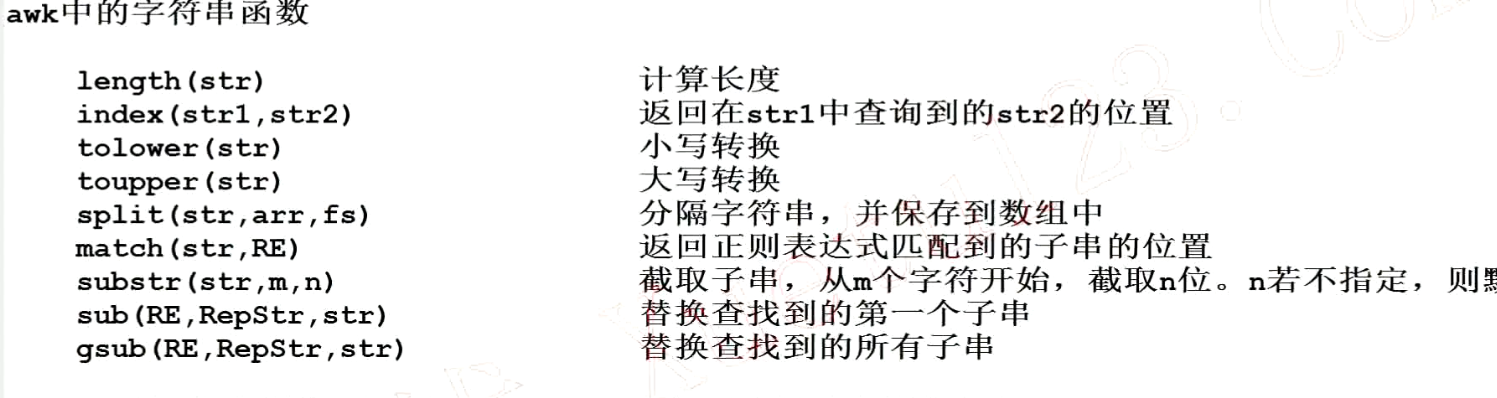 awk中的字符串函数
length(str) 计算长度
index(str1,str2) 返回在str1中查询到的str2的位置
tolower(str) 小写转换
toupper(str) 大写转换
split(str,arr,fs) 分隔字符串，并保存到数组中
match(str,RE) 返回正则表达式匹配到的子串的位置
substr(str,m,n) 截取子串，从m个字符开始，截取n位。n若不指定，则
sub(RE,RepStr,str) 替换查找到的第一个子串
gsub(RE,RepStr,str) 替换查找到的所有子串